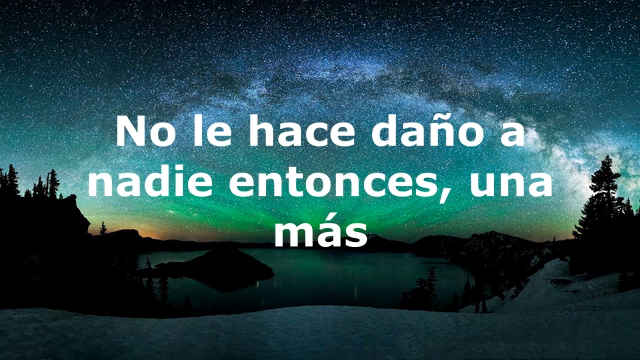 No le hace daño a
nadie entonces, una
más